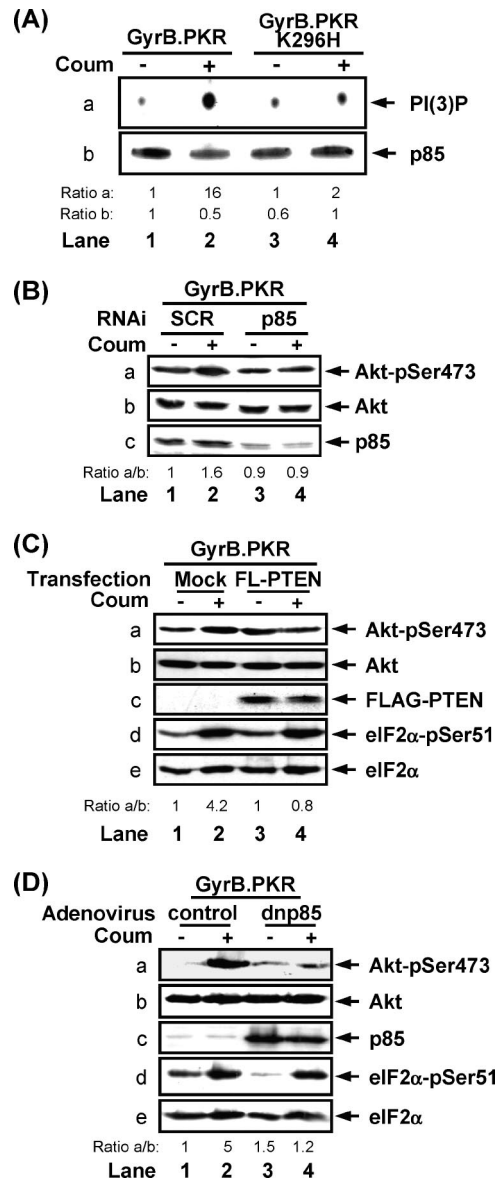 (A)
GyrB.PKR GyrB.PKR K296H
Coum - + - +
a PI(3)P
b p85
Ratio a: 1 16 1 2
Ratio b: 1 0.5 0.6 1
Lane 1 2 3 4
(B)
GyrB.PKR
RNAi SCR p85
Coum - + - +
a Akt-pSer473
b Akt
c p85
Ratio a/b: 1 1.6 0.9 0.9
Lane 1 2 3 4
(C)
GyrB.PKR
Transfection Mock FL-PTEN
Coum - + - +
a Akt-pSer473
b Akt
c FLAG-PTEN
d eIF2α-pSer51
e eIF2α
Ratio a/b: 1 4.2 1 0.8
Lane 1 2 3 4
(D)
GyrB.PKR
Adenovirus control dnp85
Coum - + - +
a Akt-pSer473
b Akt
c p85
d eIF2α-pSer51
e eIF2α
Ratio a/b: 1 5 1.5 1.2
Lane 1 2 3 4